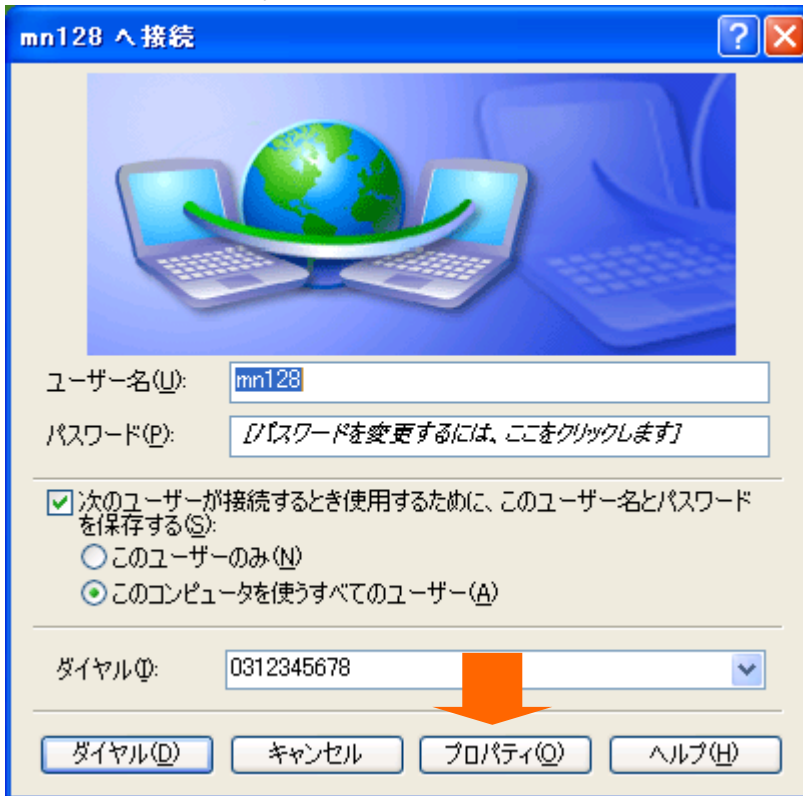 mn128 へ接続
ユーザー名(U):
mn128
パスワード(P):
[パスワードを変更するには、ここをクリックします]
次のユーザーが接続するとき使用するために、このユーザー名とパスワード
を保存する(S):
このユーザーのみ(N)
このコンピュータを使うすべてのユーザー(A)
ダイヤル(I):
0312345678
ダイヤル(D)
キャンセル
プロパティ(O)
ヘルプ(H)